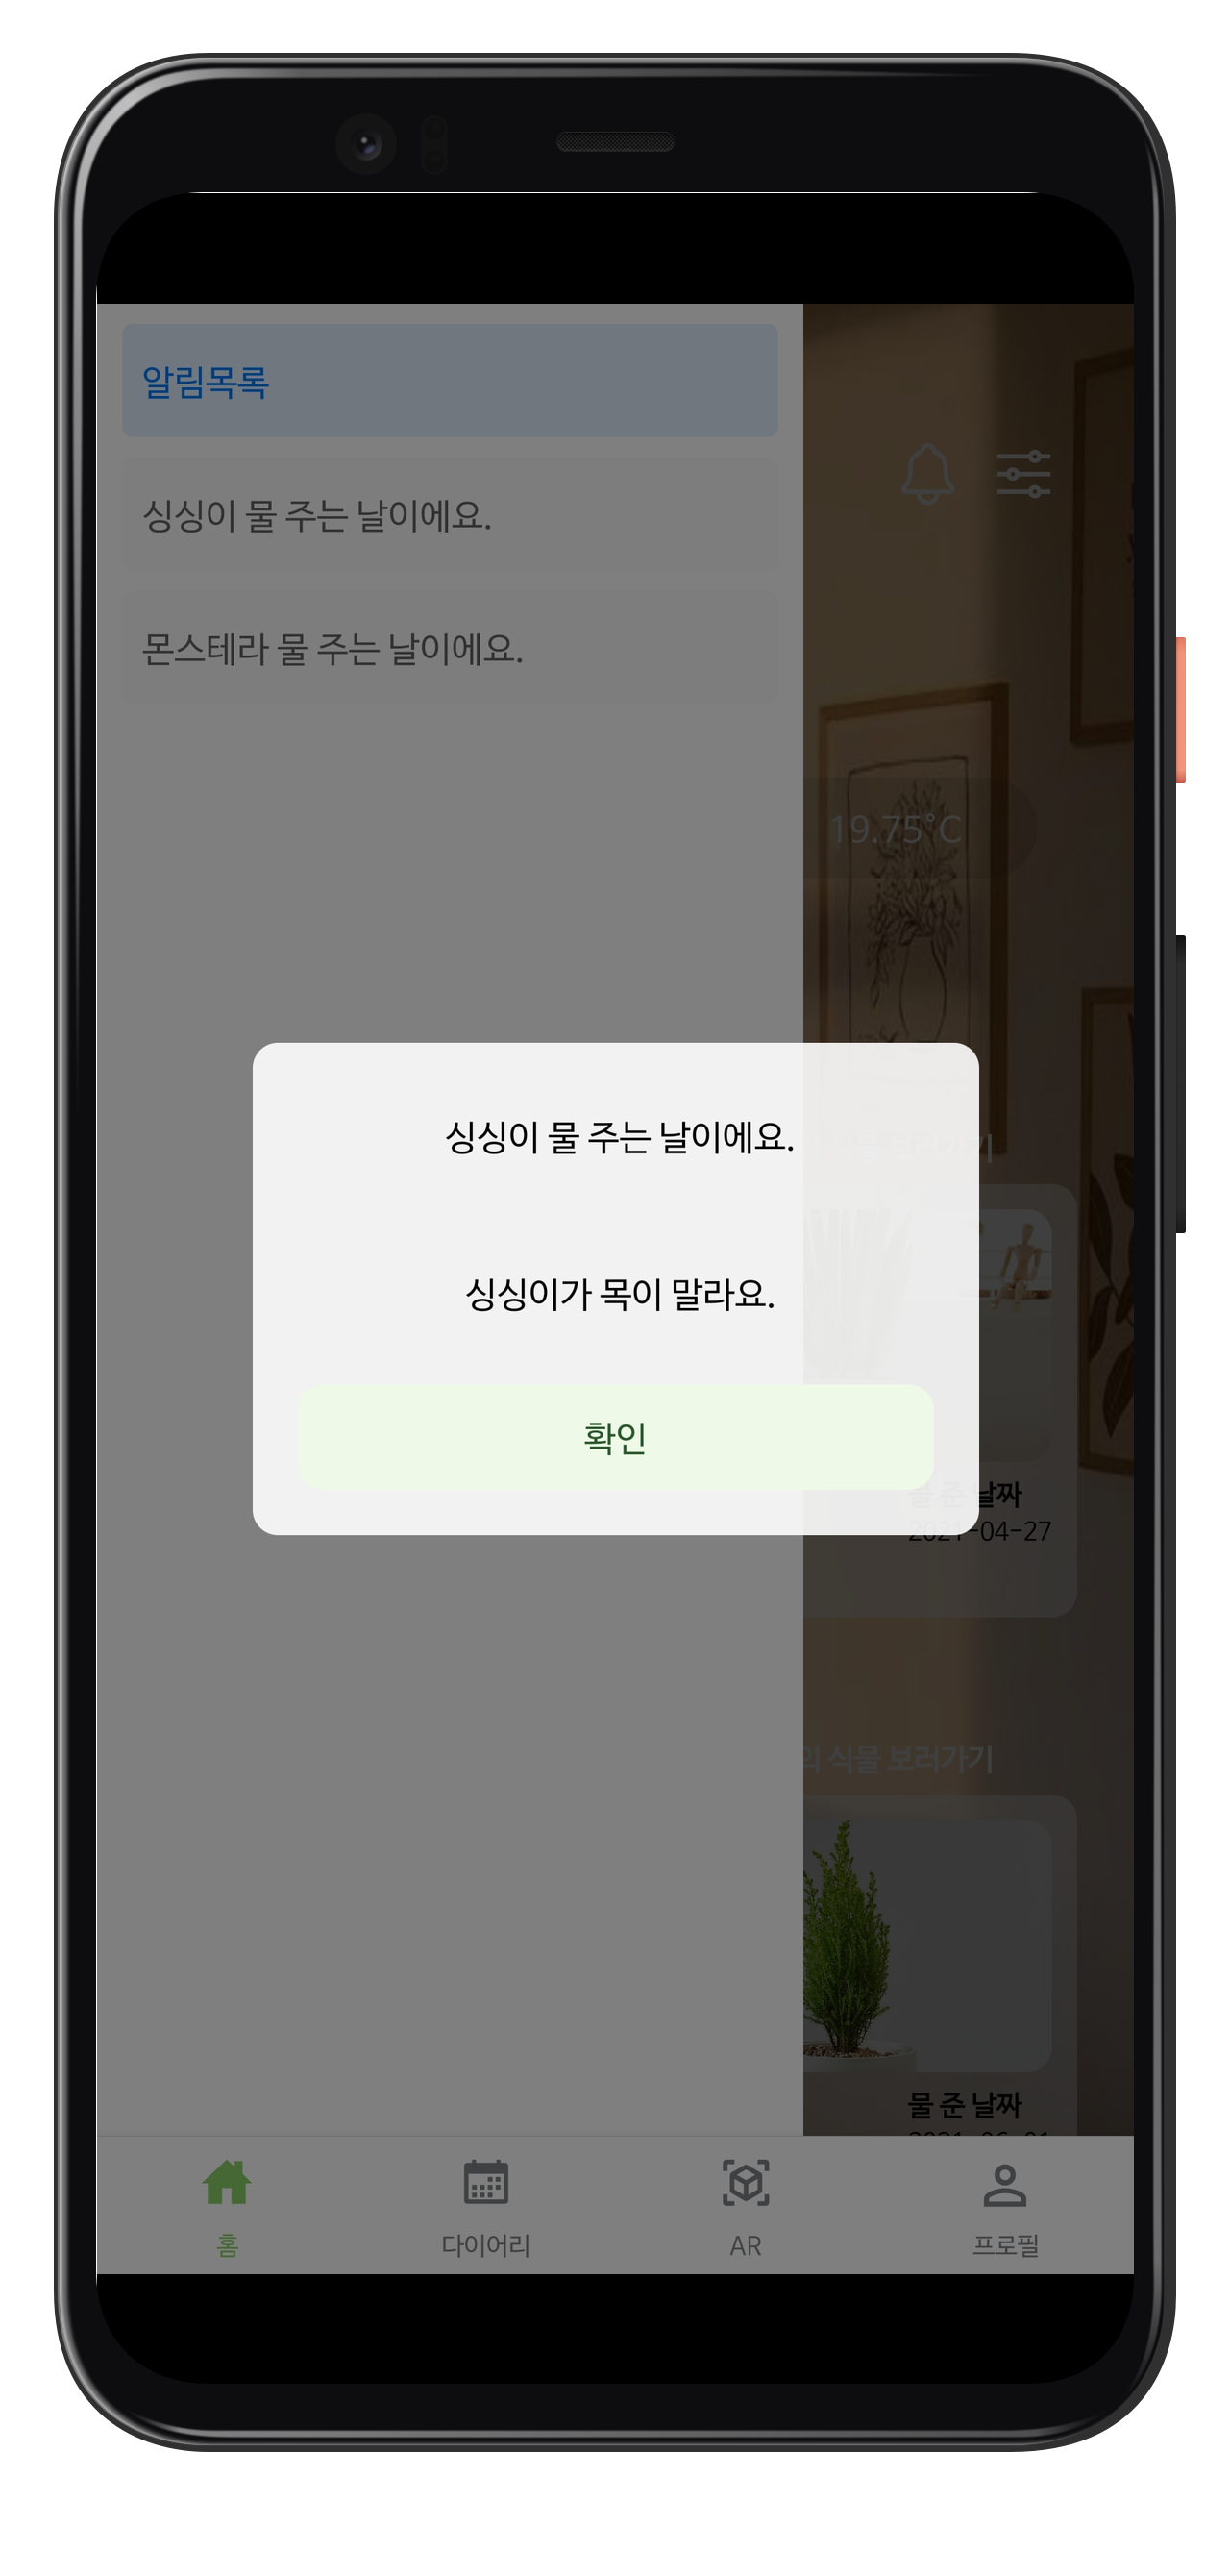 알림목록
싱싱이 물 주는 날이에요.
몬스테라 물 주는 날이에요.
19.75°C
싱싱이 물 주는 날이에요.
싱싱이가 목이 말라요.
확인
물 준 날짜
2021-04-27
식물 보러가기
물 준 날짜
홈
다이어리
AR
프로필